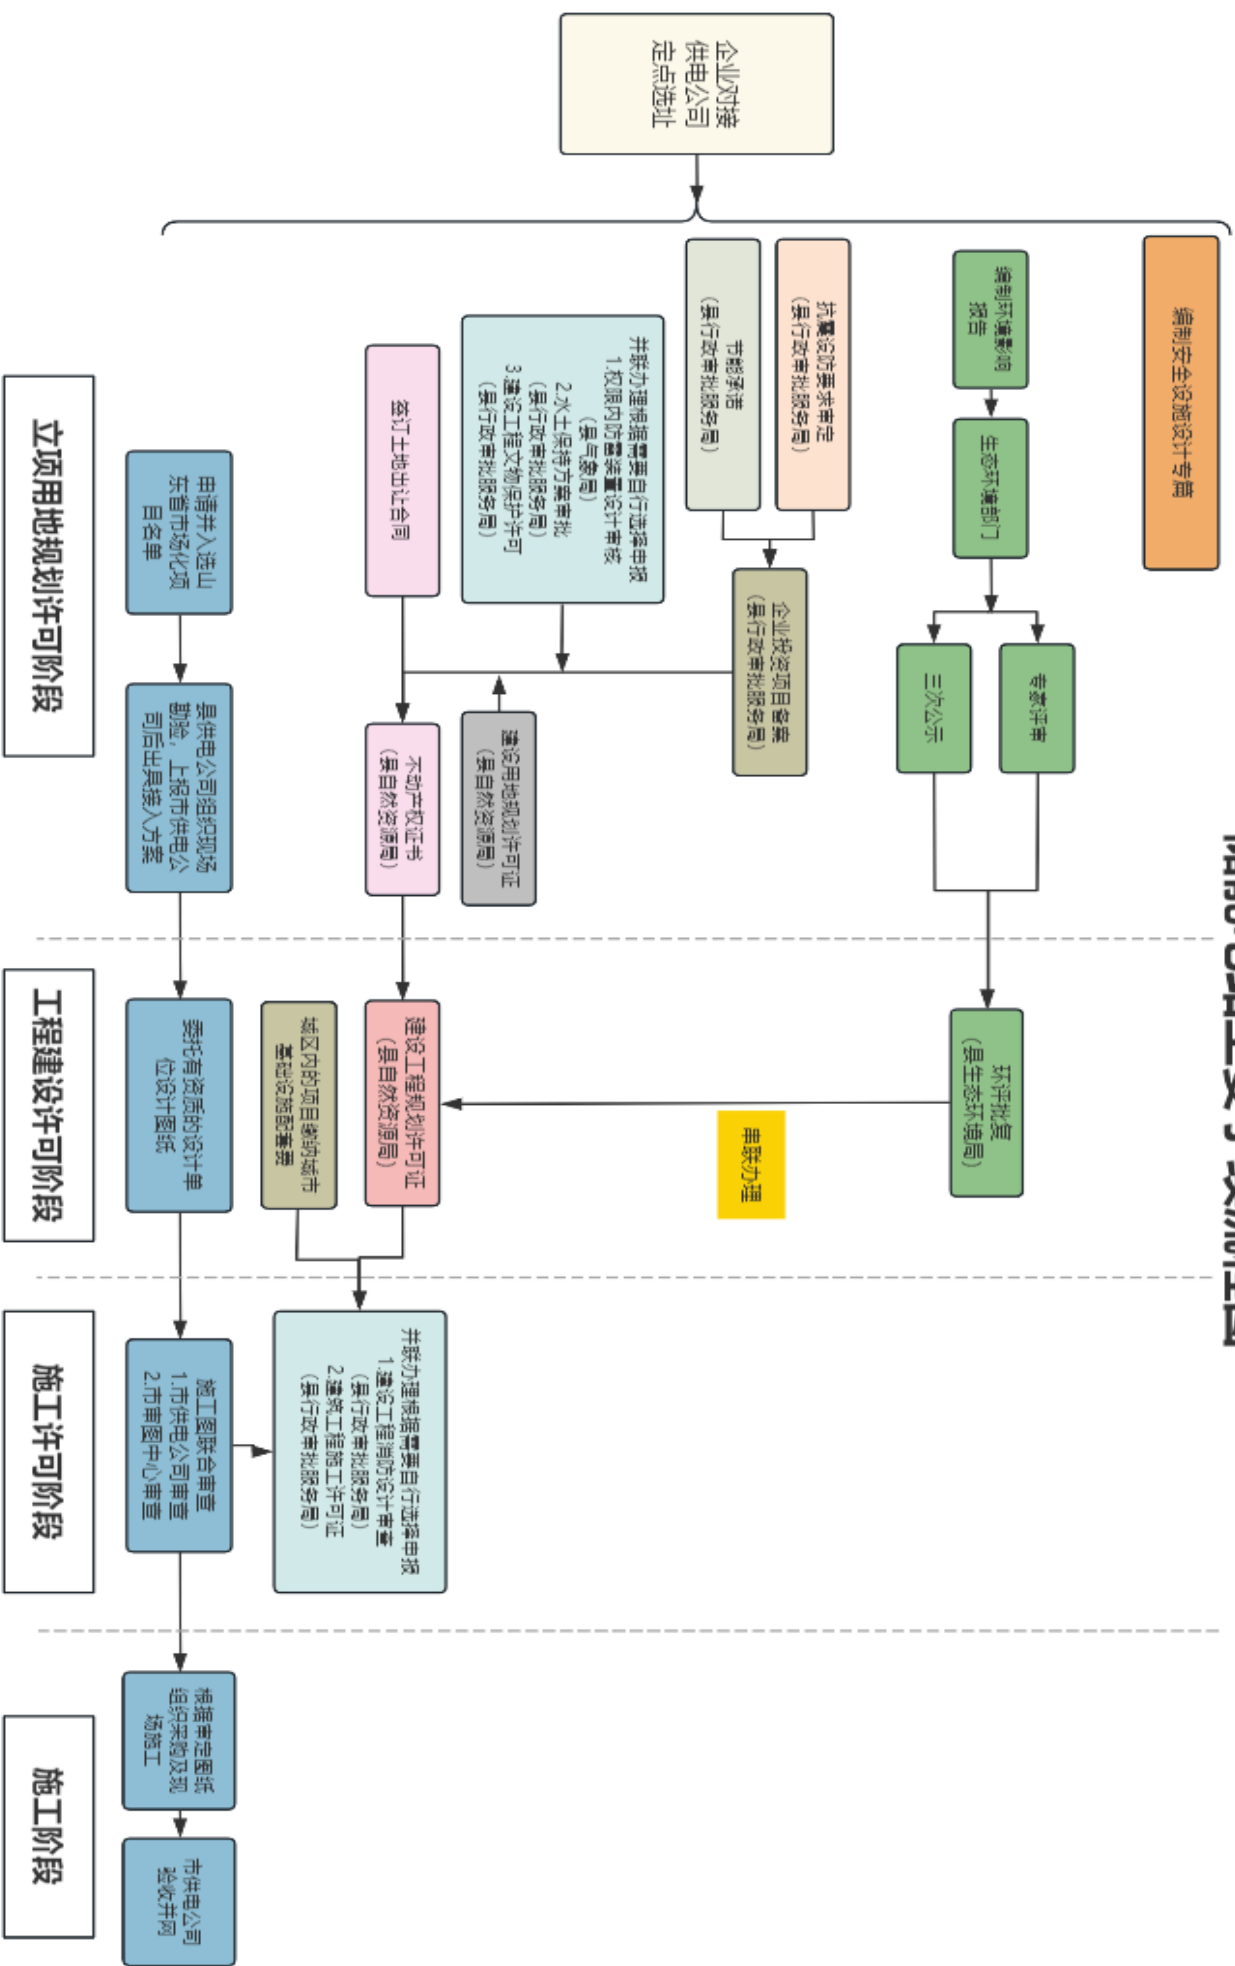 企业对接
供电公司
定点选址
编制安全设施设计专篇
编制环境影响
报告
生态环境部门
专家评审
三次公示
环评批复
(县生态环境局)
抗震设防要求审定
(县行政审批服务局)
节能承诺
(县行政审批服务局)
企业投资项目备案
(县行政审批服务局)
并联办理根据需要自行选择申报
1.权限内防雷装置设计审核
(县气象局)
2.水土保持方案审批
(县行政审批服务局)
3.建设工程文物保护许可
(县行政审批服务局)
建设用地规划许可证
(县自然资源局)
签订土地出让合同
不动产权证书
(县自然资源局)
串联办理
建设工程规划许可证
(县自然资源局)
城区内的项目缴纳城市
基础设施配套费
并联办理根据需要自行选择申报
1.建设工程消防设计审查
(县行政审批服务局)
2.建筑工程施工许可证
(县行政审批服务局)
申请并入选山
东省市场化项
目名单
县供电公司组织现场
勘验，上报市供电公
司后出具接入方案
委托有资质的设计单
位设计图纸
施工图联合审查
1.市供电公司审查
2.市审图中心审查
根据审定图纸
组织采购及现
场施工
市供电公司
验收并网
立项用地规划许可阶段
工程建设许可阶段
施工许可阶段
施工阶段